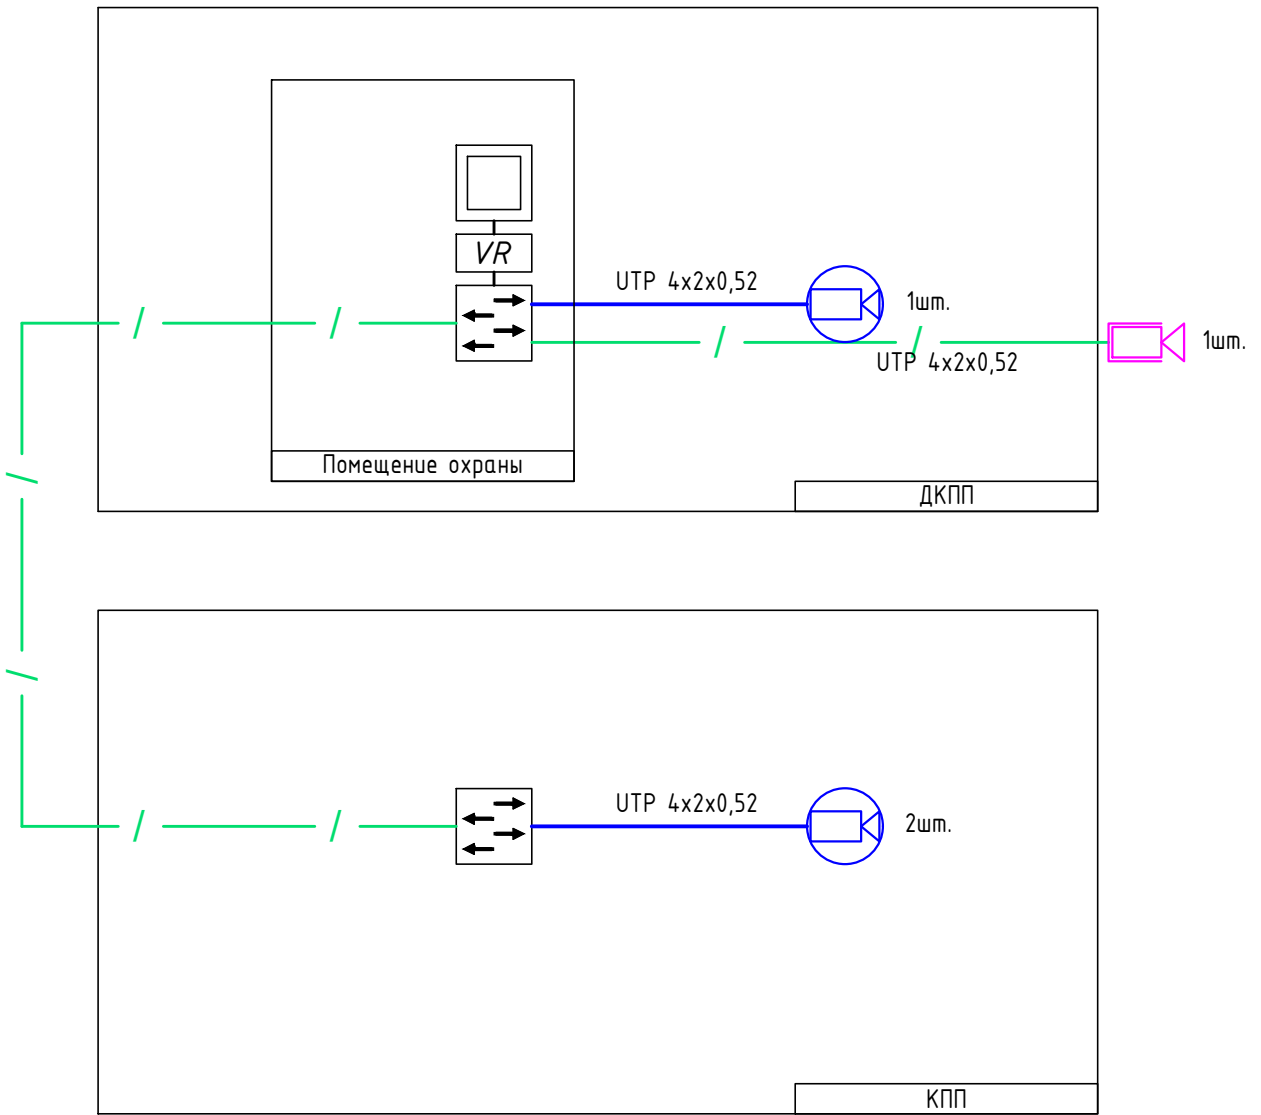 VR
UTP 4x2x0,52
1шт.
1шт.
UTP 4x2x0,52
Помещение охраны
ДКПП
UTP 4x2x0,52
2шт.
КПП